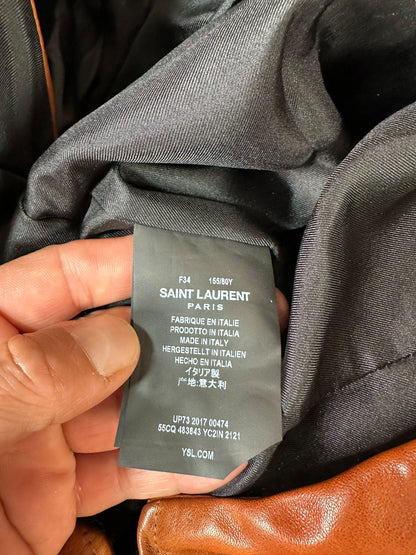 F34 155/80Y
SAINT LAURENT
PARIS
FABRIQUE EN ITALIE
PRODOTTO IN ITALIA
MADE IN ITALY
HERGESTELLT IN ITALIEN
HECHO EN ITALIA
イタリア製
产地:意大利
UP73 2017 00474
55CQ 483843 YC2IN 2121
YSL.COM